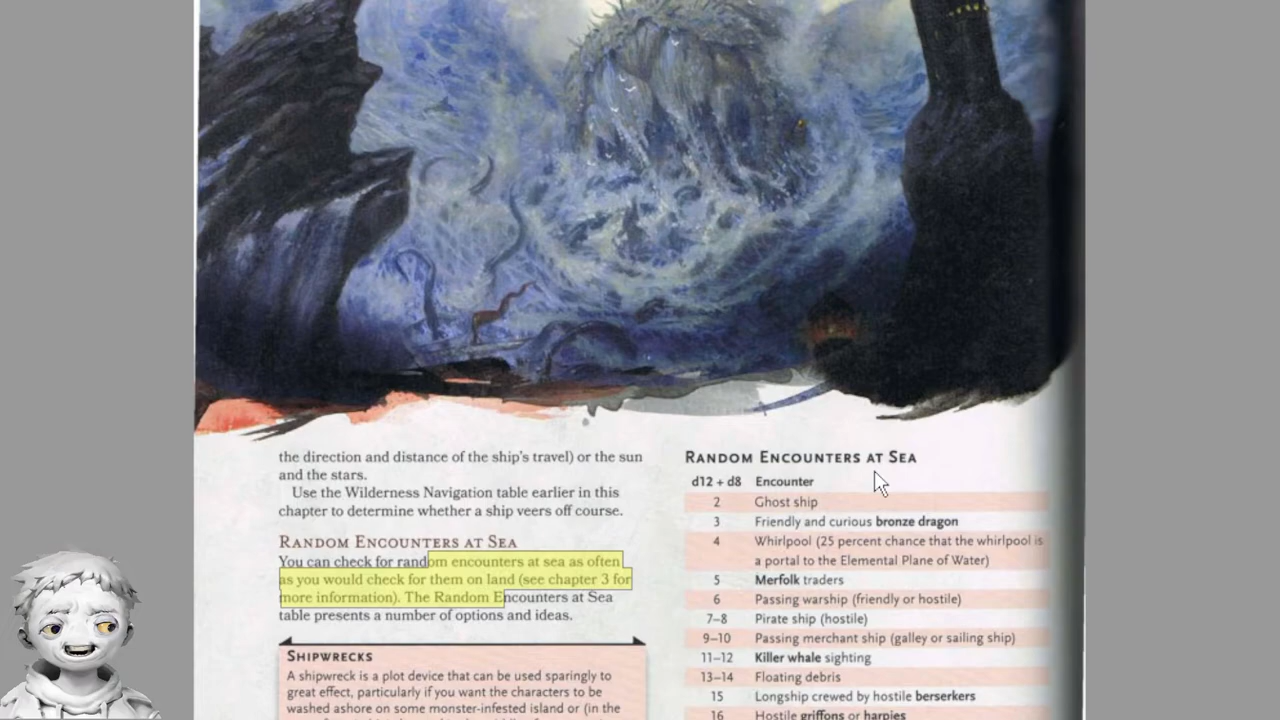 the direction and distance of the ship's travel) or the sun
and the stars.
Use the Wilderness Navigation table earlier in this
chapter to determine whether a ship veers off course.
Random Encounters at Sea
You can check for random encounters at sea as often
as you would check for them on land (see chapter 3 for
more information). The Random Encounters at Sea
table presents a number of options and ideas.
Shipwrecks
A shipwreck is a plot device that can be used sparingly to
great effect, particularly if you want the characters to be
washed ashore on some monster-infested island or (in the
Random Encounters at Sea
d12 + d8 Encounter
2 Ghost ship
3 Friendly and curious bronze dragon
4 Whirlpool (25 percent chance that the whirlpool is
a portal to the Elemental Plane of Water)
5 Merfolk traders
6 Passing warship (friendly or hostile)
7–8 Pirate ship (hostile)
9–10 Passing merchant ship (galley or sailing ship)
11–12 Killer whale sighting
13–14 Floating debris
15 Longship crewed by hostile berserkers
16 Hostile griffons or harpies